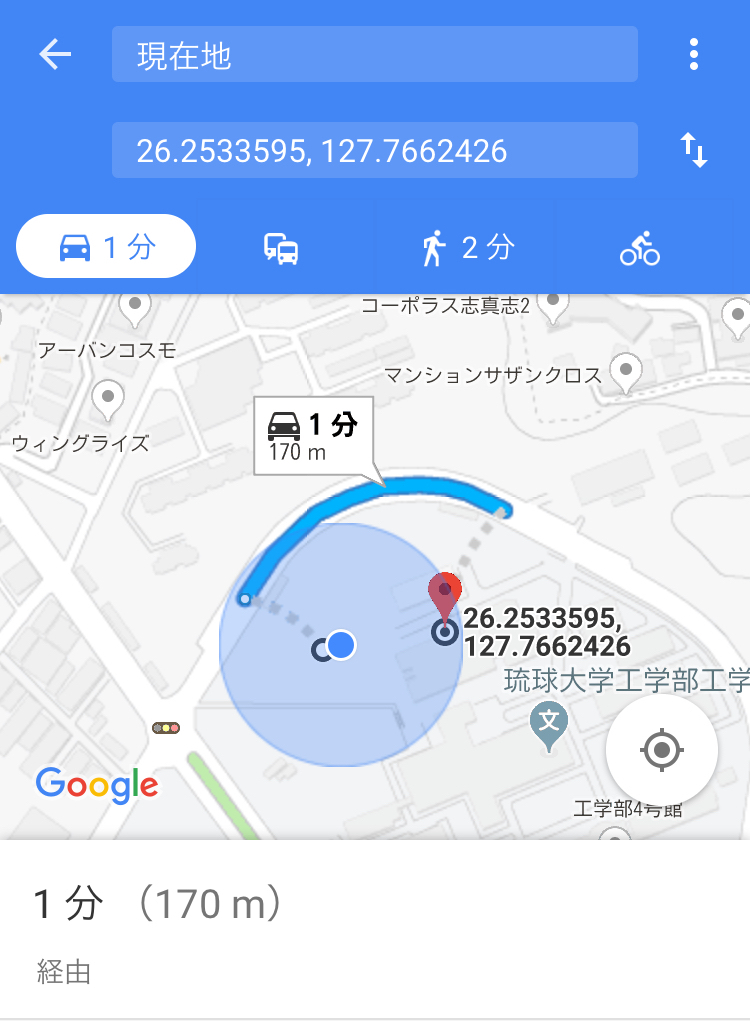 現在地
26.2533595, 127.7662426
1 分
2 分
コーポラス志真志2
アーバンコスモ
マンションサザンクロス
ウィングライズ
1 分
170 m
26.2533595,
127.7662426
琉球大学工学部工学
文
Google
工学部4号館
1 分 (170 m)
経由